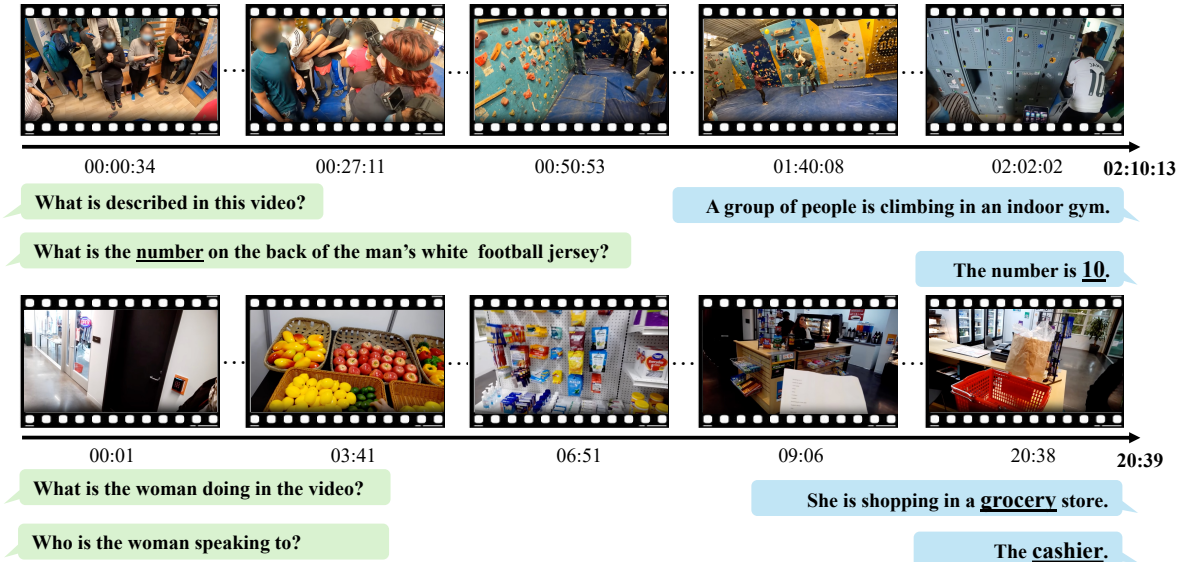 10
00:00:34
00:27:11
00:50:53
01:40:08
02:02:02
02:10:13
What is described in this video?
A group of people is climbing in an indoor gym.
What is the number on the back of the man's white football jersey?
The number is 10.
00:01
03:41
06:51
09:06
20:38
20:39
What is the woman doing in the video?
She is shopping in a grocery store.
Who is the woman speaking to?
The cashier.